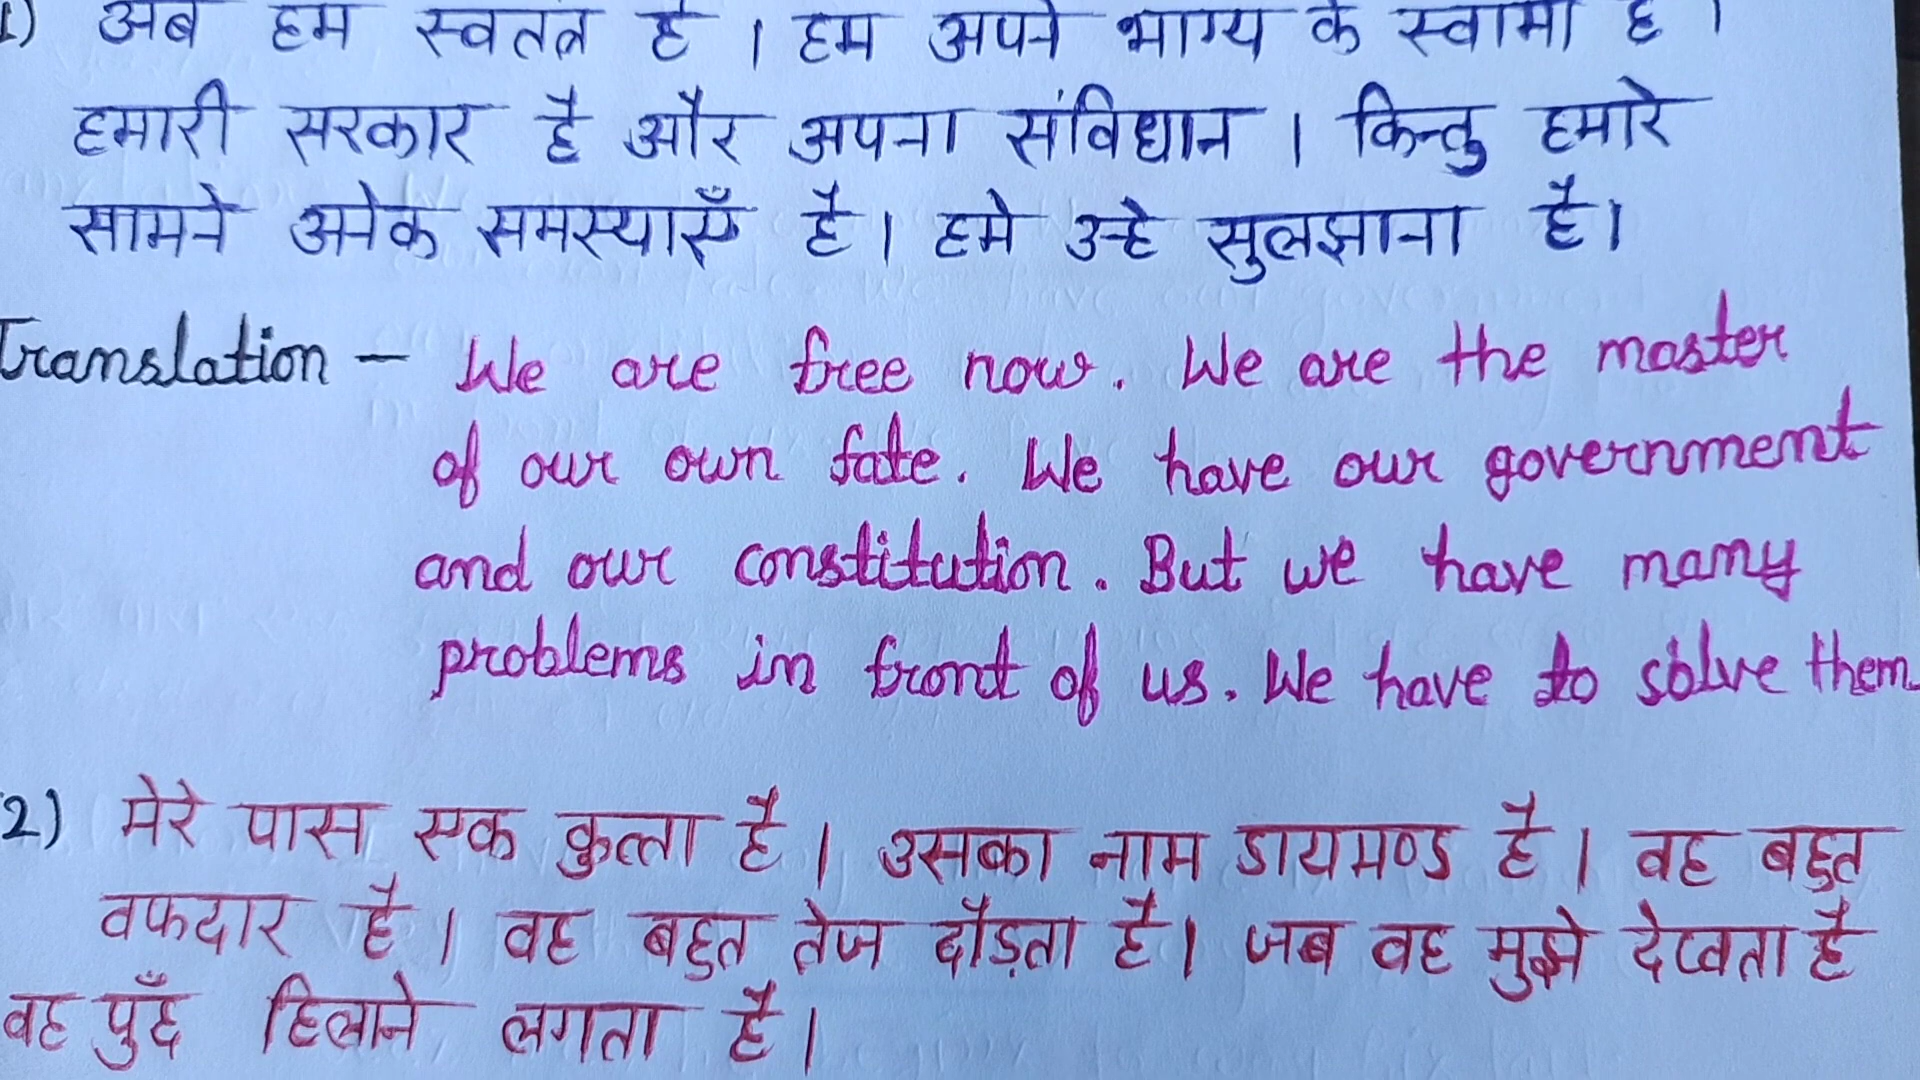 1) अब हम स्वतंत्र है । हम अपने भाग्य के स्वामी है ।
हमारी सरकार है और अपना संविधान । किन्तु हमारे
सामने अनेक समस्याएँ है । हमे उन्हे सुलझाना है ।
Translation - We are free now. We are the master
of our own fate. We have our government
and our constitution. But we have many
problems in front of us. We have to solve them.
2) मेरे पास एक कुत्ता है । उसका नाम डायमण्ड है । वह बहुत
वफदार है । वह बहुत तेज दौड़ता है । जब वह मुझे देखता है
वह पुँछ हिलाने लगता है ।